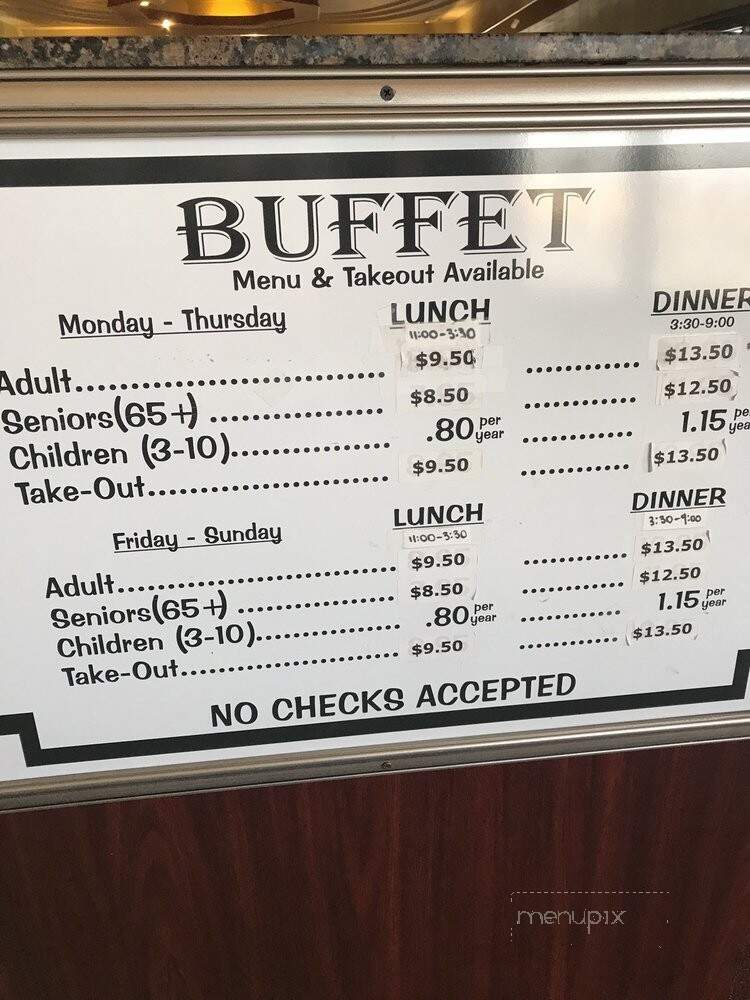 BUFFET
Menu & Takeout Available
Monday - Thursday LUNCH DINNER
11:00-3:30 3:30-9:00
Adult.............................. $9.50 ............ $13.50
Seniors(65+) ................. $8.50 ............ $12.50
Children (3-10)............... .80 per year ............ 1.15 per yea
Take-Out....................... $9.50 ............ $13.50
Friday - Sunday LUNCH DINNER
11:00-3:30 3:30-9:00
Adult.............................. $9.50 ............ $13.50
Seniors(65+) ................. $8.50 ............ $12.50
Children (3-10)............... .80 per year ............ 1.15 per year
Take-Out....................... $9.50 ............ $13.50
NO CHECKS ACCEPTED
menupix